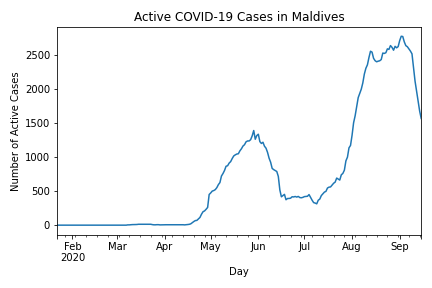 Active COVID-19 Cases in Maldives
Number of Active Cases
2500
2000
1500
1000
500
0
Feb Mar Apr May Jun Jul Aug Sep
2020
Day